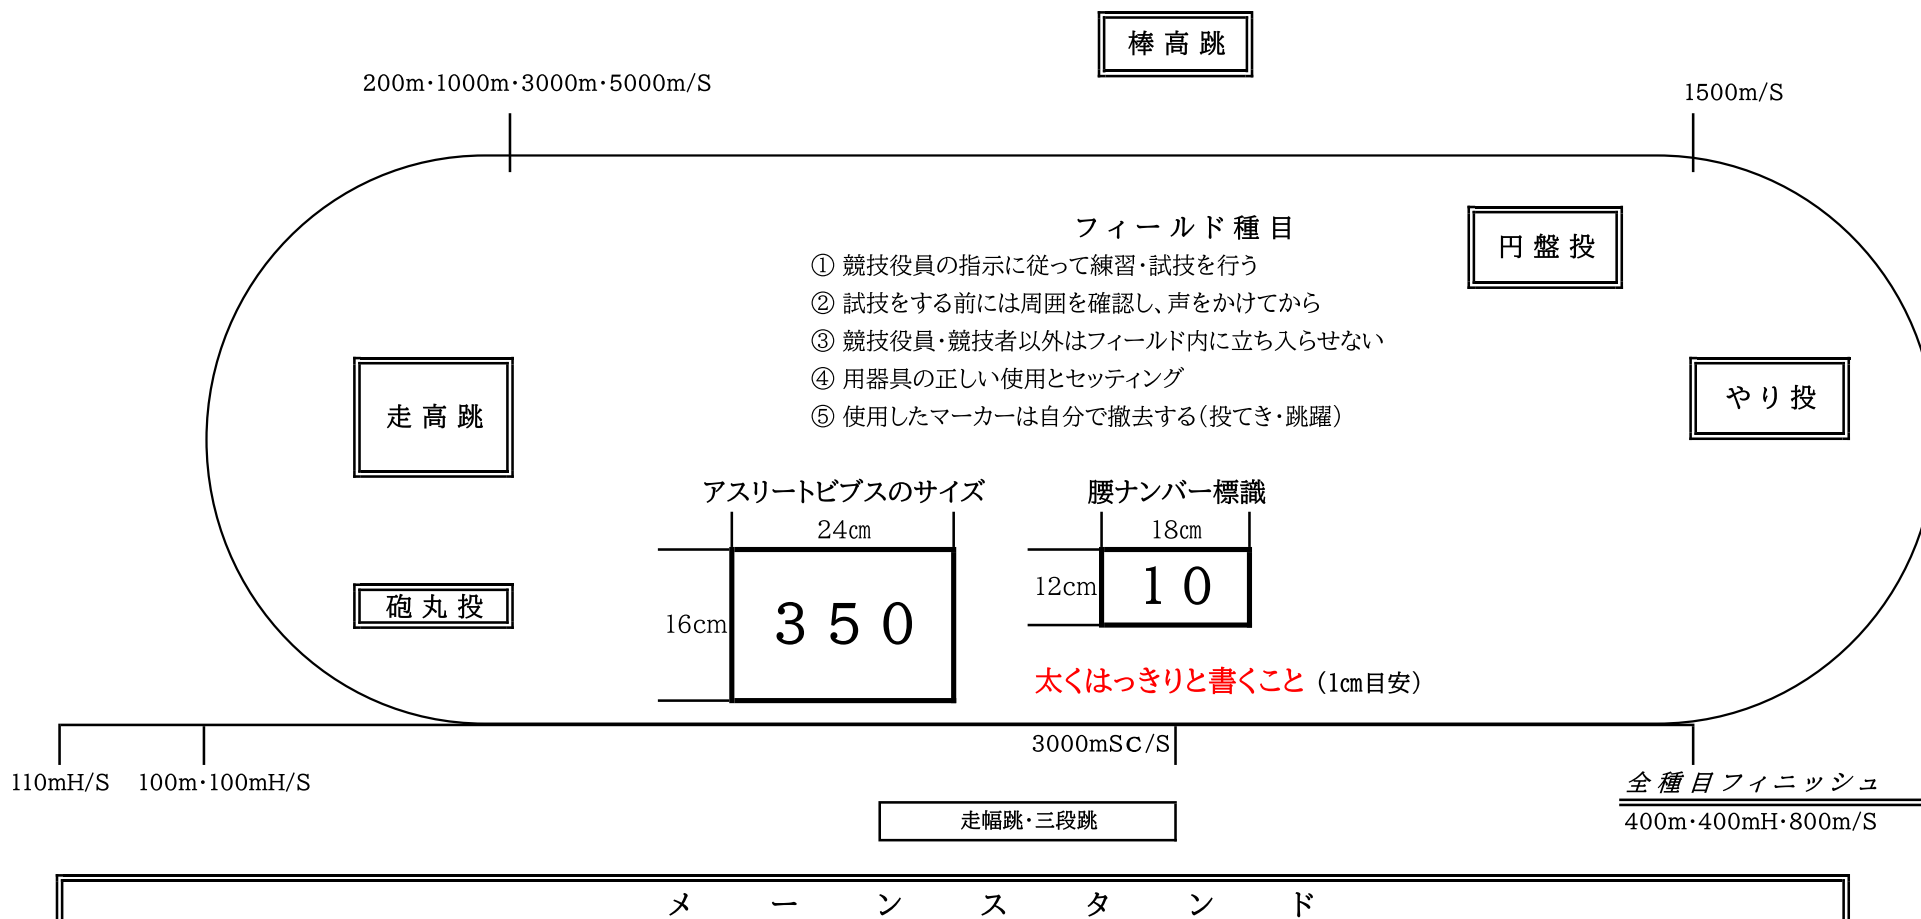 棒高跳
200m･1000m･3000m･5000m/S
1500m/S
フィールド種目
円盤投
① 競技役員の指示に従って練習･試技を行う
② 試技をする前には周囲を確認し、声をかけてから
③ 競技役員･競技者以外はフィールド内に立ち入らせない
④ 用器具の正しい使用とセッティング
⑤ 使用したマーカーは自分で撤去する（投てき･跳躍）
走高跳
やり投
アスリートビブスのサイズ
腰ナンバー標識
24㎝
18㎝
12cm
10
砲丸投
16cm
350
太くはっきりと書くこと（1㎝目安）
3000mSC/S
110mH/S
100m･100mH/S
全種目フィニッシュ
走幅跳･三段跳
400m･400mH･800m/S
メーンスタンド